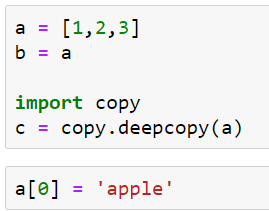 a = [1,2,3]
b = a
import copy
c = copy.deepcopy(a)
a[0] = 'apple'